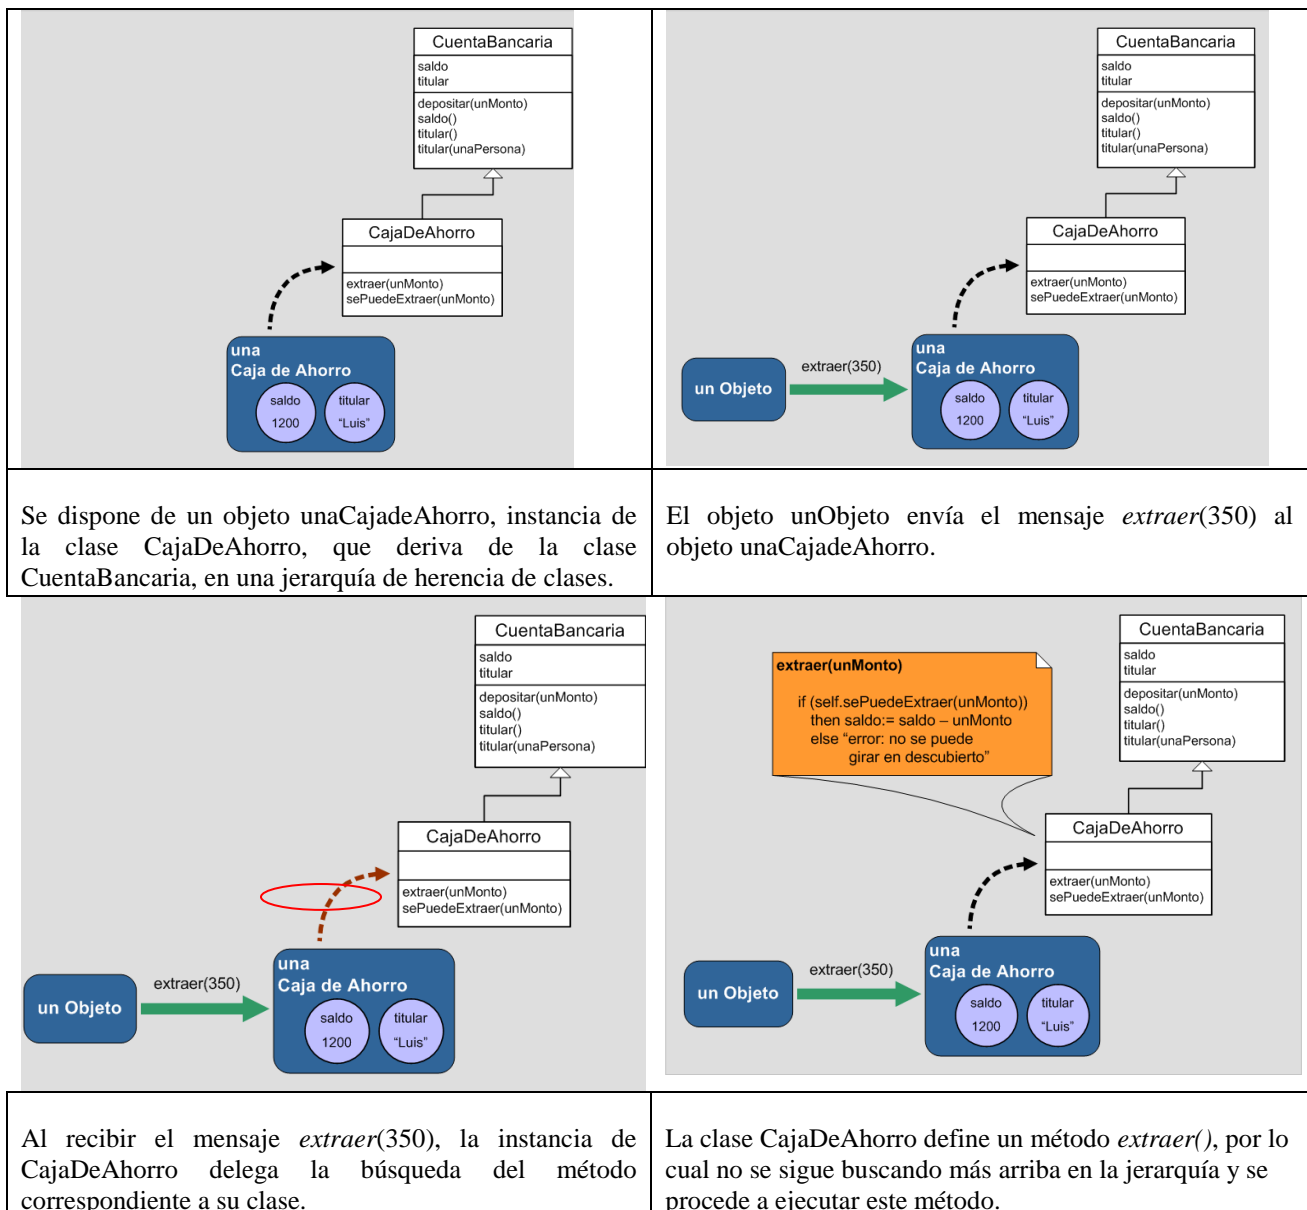 CuentaBancaria
saldo
titular
depositar(unMonto)
saldo()
titular()
titular(unaPersona)
CajaDeAhorro
extraer(unMonto)
sePuedeExtraer(unMonto)
una
Caja de Ahorro
saldo
1200
titular
“Luis”
CuentaBancaria
saldo
titular
depositar(unMonto)
saldo()
titular()
titular(unaPersona)
CajaDeAhorro
extraer(unMonto)
sePuedeExtraer(unMonto)
un Objeto
extraer(350)
una
Caja de Ahorro
saldo
1200
titular
“Luis”
Se dispone de un objeto unaCajadeAhorro, instancia de
la clase CajaDeAhorro, que deriva de la clase
CuentaBancaria, en una jerarquía de herencia de clases.
El objeto unObjeto envía el mensaje extraer(350) al
objeto unaCajadeAhorro.
CuentaBancaria
saldo
titular
depositar(unMonto)
saldo()
titular()
titular(unaPersona)
CajaDeAhorro
extraer(unMonto)
sePuedeExtraer(unMonto)
un Objeto
extraer(350)
una
Caja de Ahorro
saldo
1200
titular
“Luis”
CuentaBancaria
saldo
titular
depositar(unMonto)
saldo()
titular()
titular(unaPersona)
extraer(unMonto)
if (self.sePuedeExtraer(unMonto))
then saldo:= saldo – unMonto
else “error: no se puede
girar en descubierto”
CajaDeAhorro
extraer(unMonto)
sePuedeExtraer(unMonto)
un Objeto
extraer(350)
una
Caja de Ahorro
saldo
1200
titular
“Luis”
Al recibir el mensaje extraer(350), la instancia de
CajaDeAhorro delega la búsqueda del método
correspondiente a su clase.
La clase CajaDeAhorro define un método extraer(), por lo
cual no se sigue buscando más arriba en la jerarquía y se
procede a ejecutar este método.